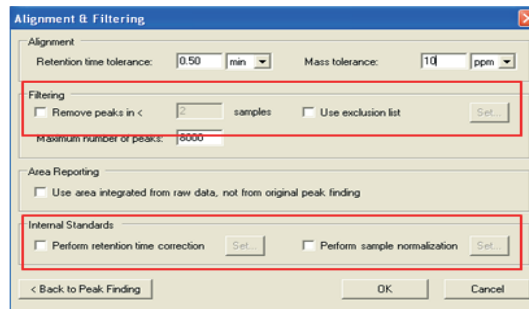 Alignment & Filtering
Alignment
Retention time tolerance: 0.50 min Mass tolerance: 10 ppm
Filtering
Remove peaks in < 2 samples Use exclusion list Set...
Maximum number of peaks: 8000
Area Reporting
Use area integrated from raw data, not from original peak finding
Internal Standards
Perform retention time correction Set... Perform sample normalization Set...
< Back to Peak Finding OK Cancel